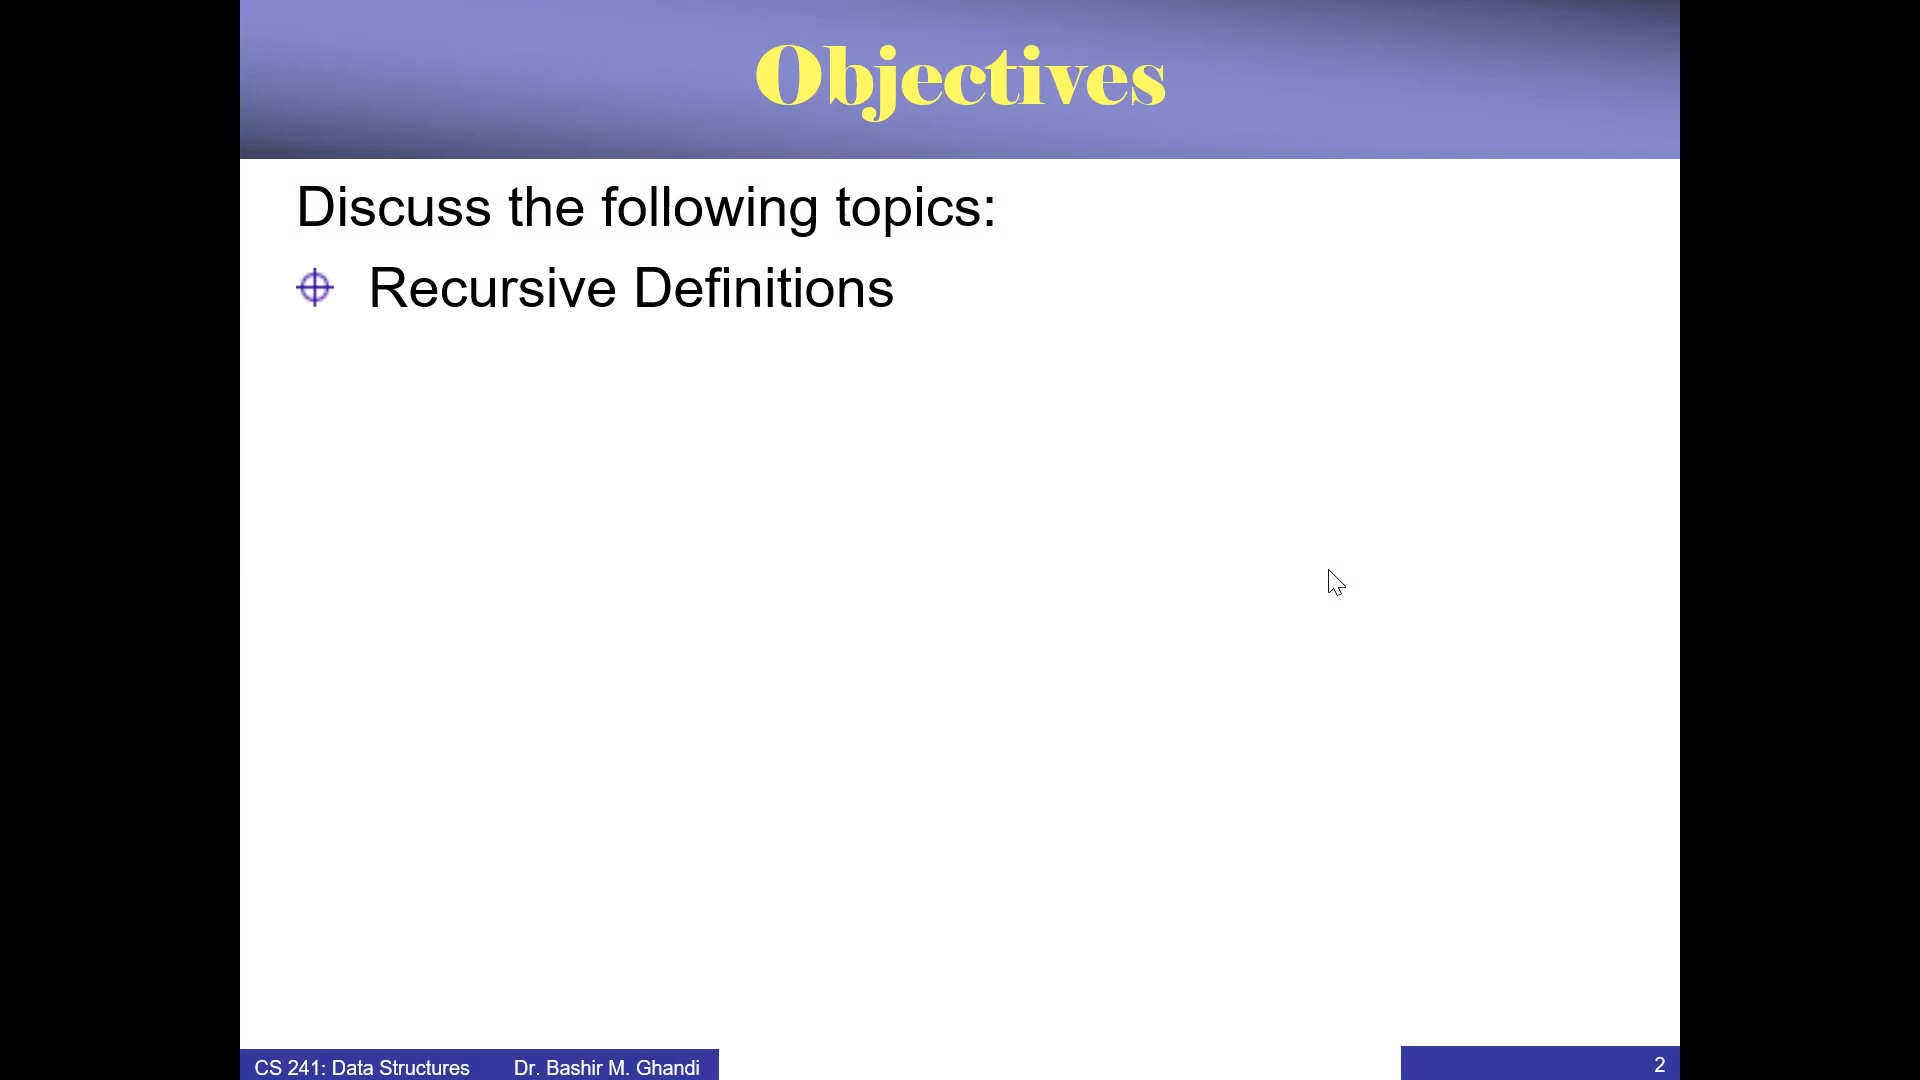 Objectives
Discuss the following topics:
Recursive Definitions
CS 241: Data Structures Dr. Bashir M. Ghandi
2